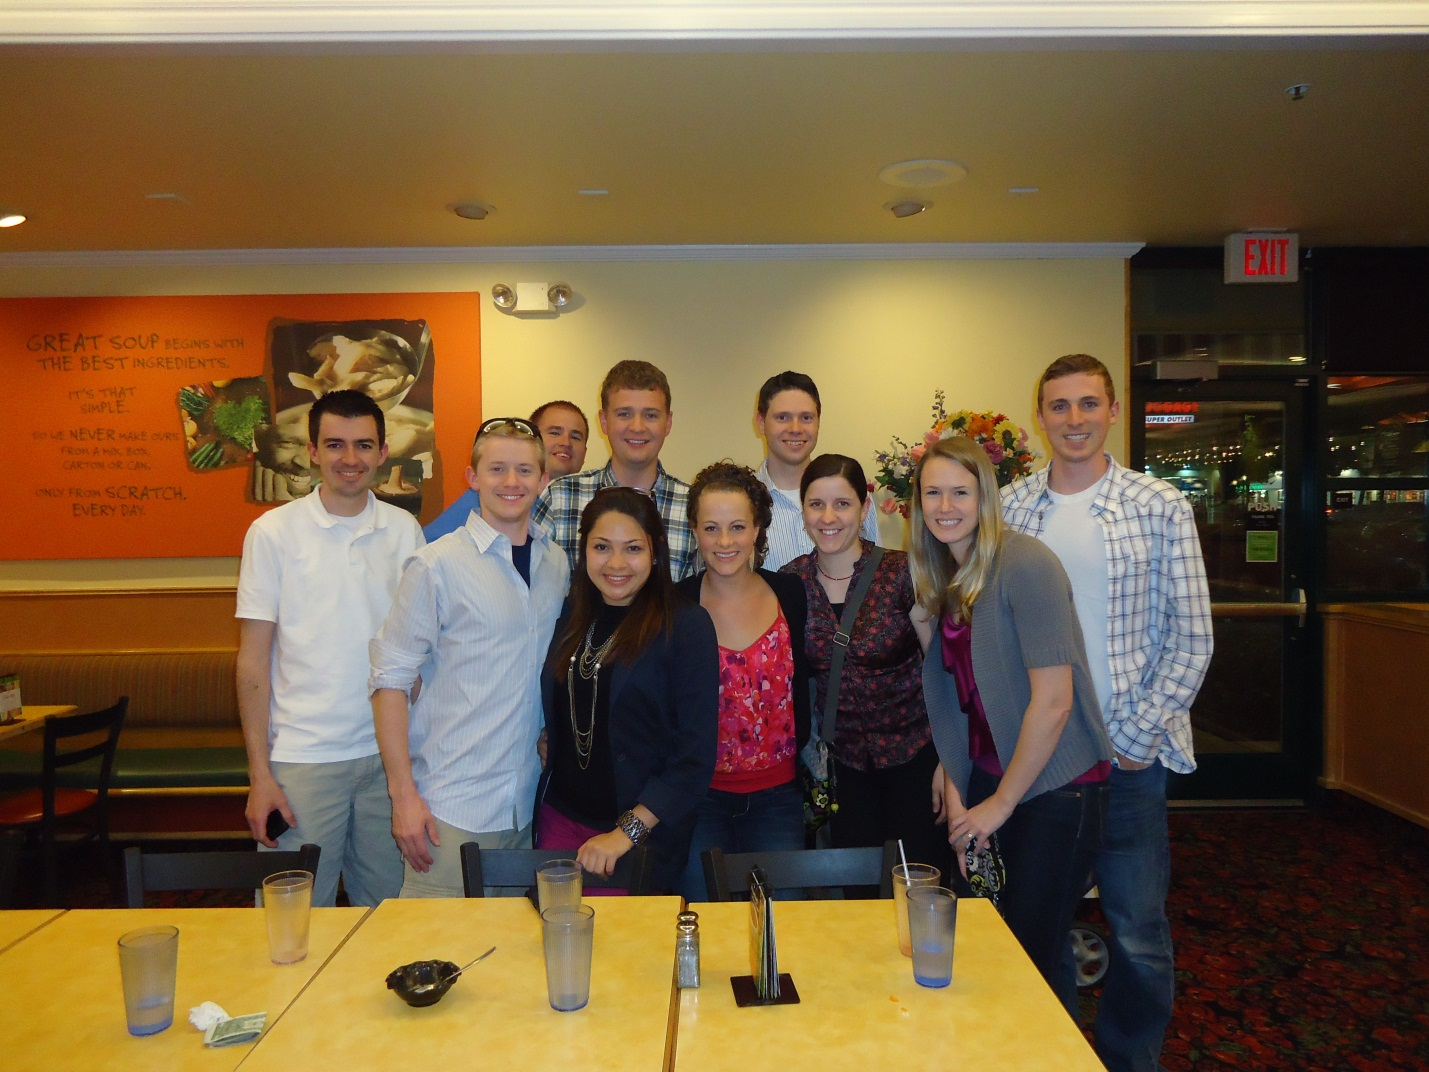 GREAT SOUP BEGINS WITH
THE BEST INGREDIENTS.
IT'S THAT
SIMPLE.
SO WE NEVER MAKE OURS
FROM A MIX, BOX,
CARTON OR CAN.
ONLY FROM SCRATCH.
EVERY DAY.
EXIT
SUPER OUTLET
PUSH